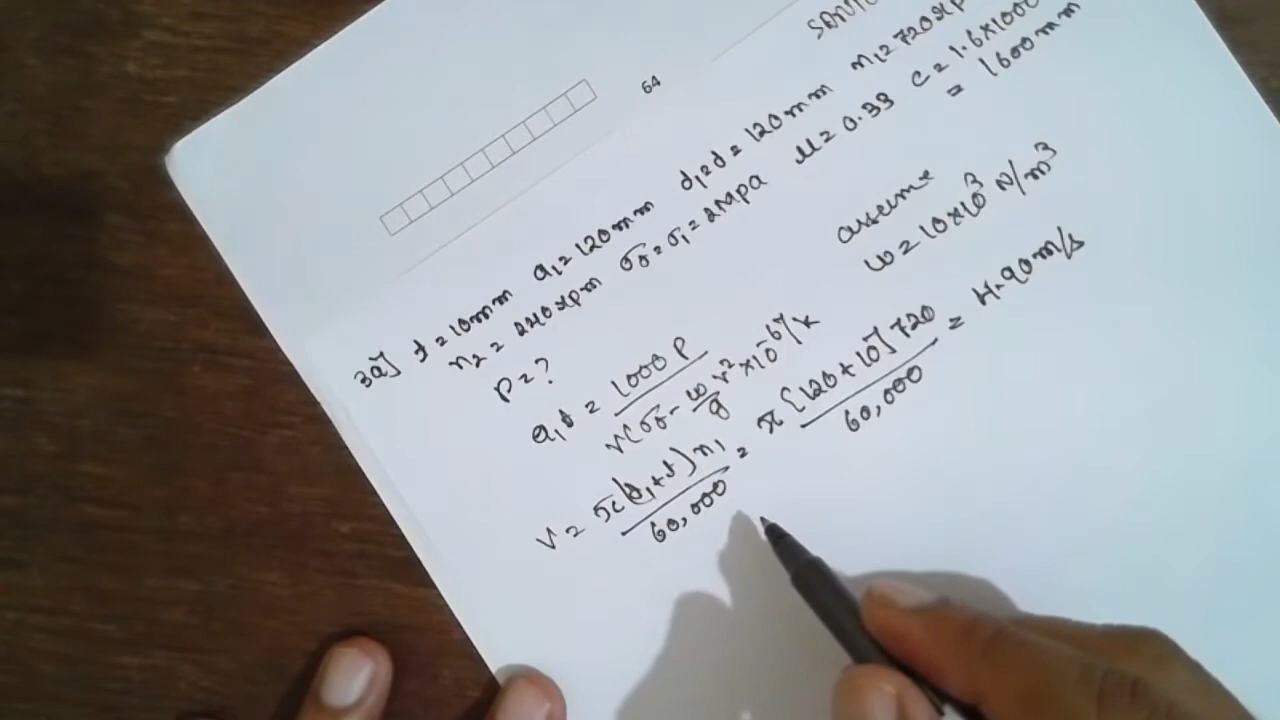 64
3a] t = 10mm a₁ = 120mm d₁ = d = 120mm n₁ = 720rp
n₂ = 240rpm σ₀ = σ₁ = 2Mpa μ = 0.33 c = 1.6×1000
= 1600mm
P = ?
assume
w = 10×10³ N/m³
a₁t = 1000 P / v(σ₀ - w/g v² ×10⁻⁶) k
V = π(d₁+t) n₁ / 60,000 = π [120 + 10] 720 / 60,000 = 4.90m/s